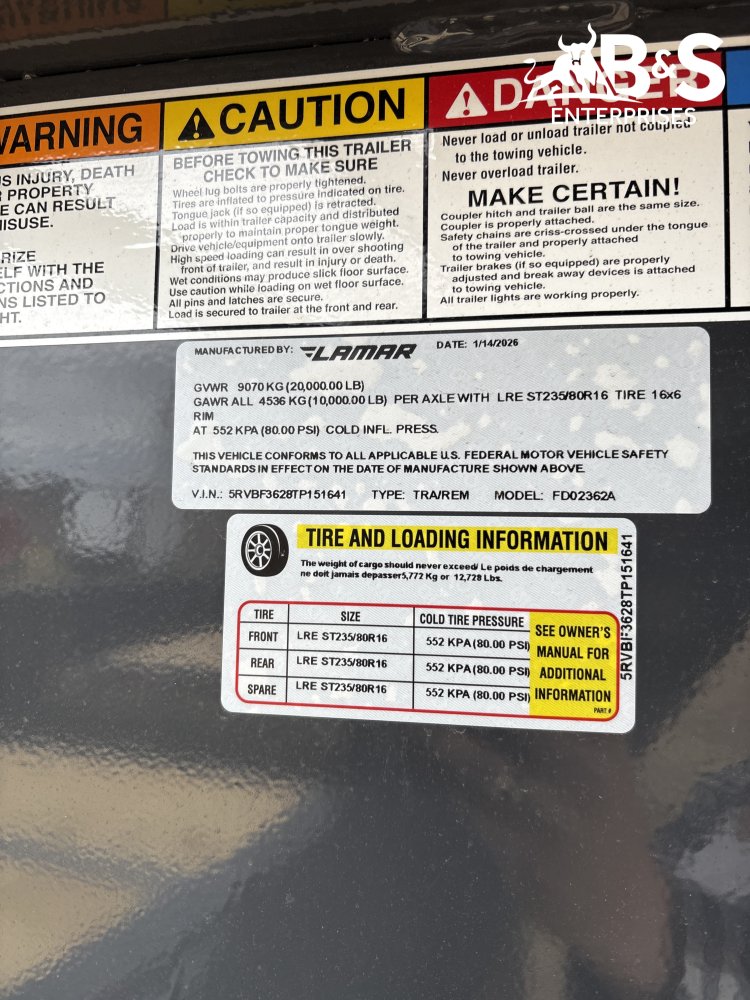 B&S
ENTERPRISES
WARNING
US INJURY, DEATH
R PROPERTY
E CAN RESULT
MISUSE.
RIZE
ELF WITH THE
CTIONS AND
NS LISTED TO
HT.
CAUTION
BEFORE TOWING THIS TRAILER
CHECK TO MAKE SURE
Wheel lug bolts are properly tightened.
Tires are inflated to pressure indicated on tire.
Tongue jack (if so equipped) is retracted.
Load is within trailer capacity and distributed
properly to maintain proper tongue weight.
Drive vehicle/equipment onto trailer slowly.
High speed loading can result in over shooting
front of trailer, and result in injury or death.
Wet conditions may produce slick floor surface.
Use caution while loading on wet floor surface.
All pins and latches are secure.
Load is secured to trailer at the front and rear.
DANGER
Never load or unload trailer not coupled
to the towing vehicle.
Never overload trailer.
MAKE CERTAIN!
Coupler hitch and trailer ball are the same size.
Coupler is properly attached.
Safety chains are criss-crossed under the tongue
of the trailer and properly attached
to towing vehicle.
Trailer brakes (if so equipped) are properly
adjusted and break away devices is attached
to towing vehicle.
All trailer lights are working properly.
MANUFACTURED BY: LAMAR DATE: 1/14/2026
GVWR 9070 KG (20,000.00 LB)
GAWR ALL 4536 KG (10,000.00 LB) PER AXLE WITH LRE ST235/80R16 TIRE 16x6
RIM
AT 552 KPA (80.00 PSI) COLD INFL. PRESS.
THIS VEHICLE CONFORMS TO ALL APPLICABLE U.S. FEDERAL MOTOR VEHICLE SAFETY
STANDARDS IN EFFECT ON THE DATE OF MANUFACTURE SHOWN ABOVE.
V.I.N.: 5RVBF3628TP151641 TYPE: TRA/REM MODEL: FD02362A
TIRE AND LOADING INFORMATION
The weight of cargo should never exceed/ Le poids de chargement
ne doit jamais depasser5,772 Kg or 12,728 Lbs.
TIRE SIZE COLD TIRE PRESSURE
FRONT LRE ST235/80R16 552 KPA (80.00 PSI)
REAR LRE ST235/80R16 552 KPA (80.00 PSI)
SPARE LRE ST235/80R16 552 KPA (80.00 PSI)
SEE OWNER'S
MANUAL FOR
ADDITIONAL
INFORMATION
PART #
5RVBF3628TP151641